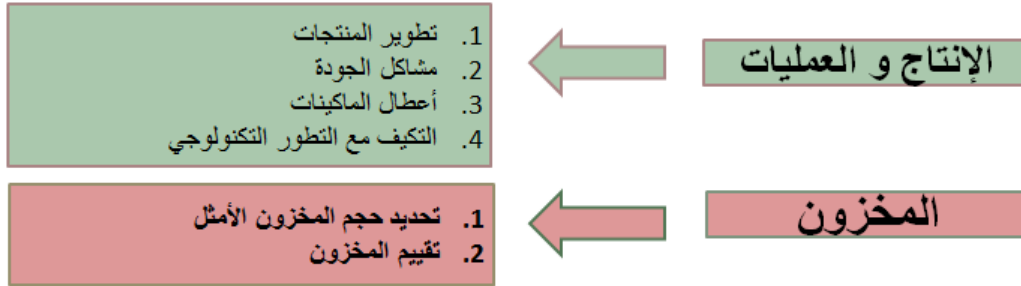 الإنتاج و العمليات
1. تطوير المنتجات
2. مشاكل الجودة
3. أعطال الماكينات
4. التكيف مع التطور التكنولوجي
المخزون
1. تحديد حجم المخزون الأمثل
2. تقييم المخزون